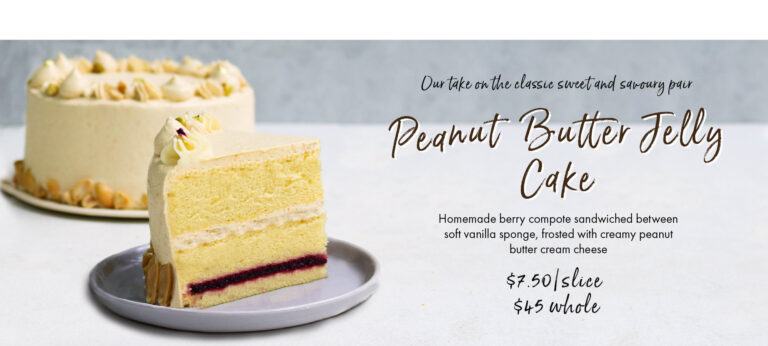 Our take on the classic sweet and savoury pair
Peanut Butter Jelly
Cake
Homemade berry compote sandwiched between
soft vanilla sponge, frosted with creamy peanut
butter cream cheese
$7.50/slice
$45 whole